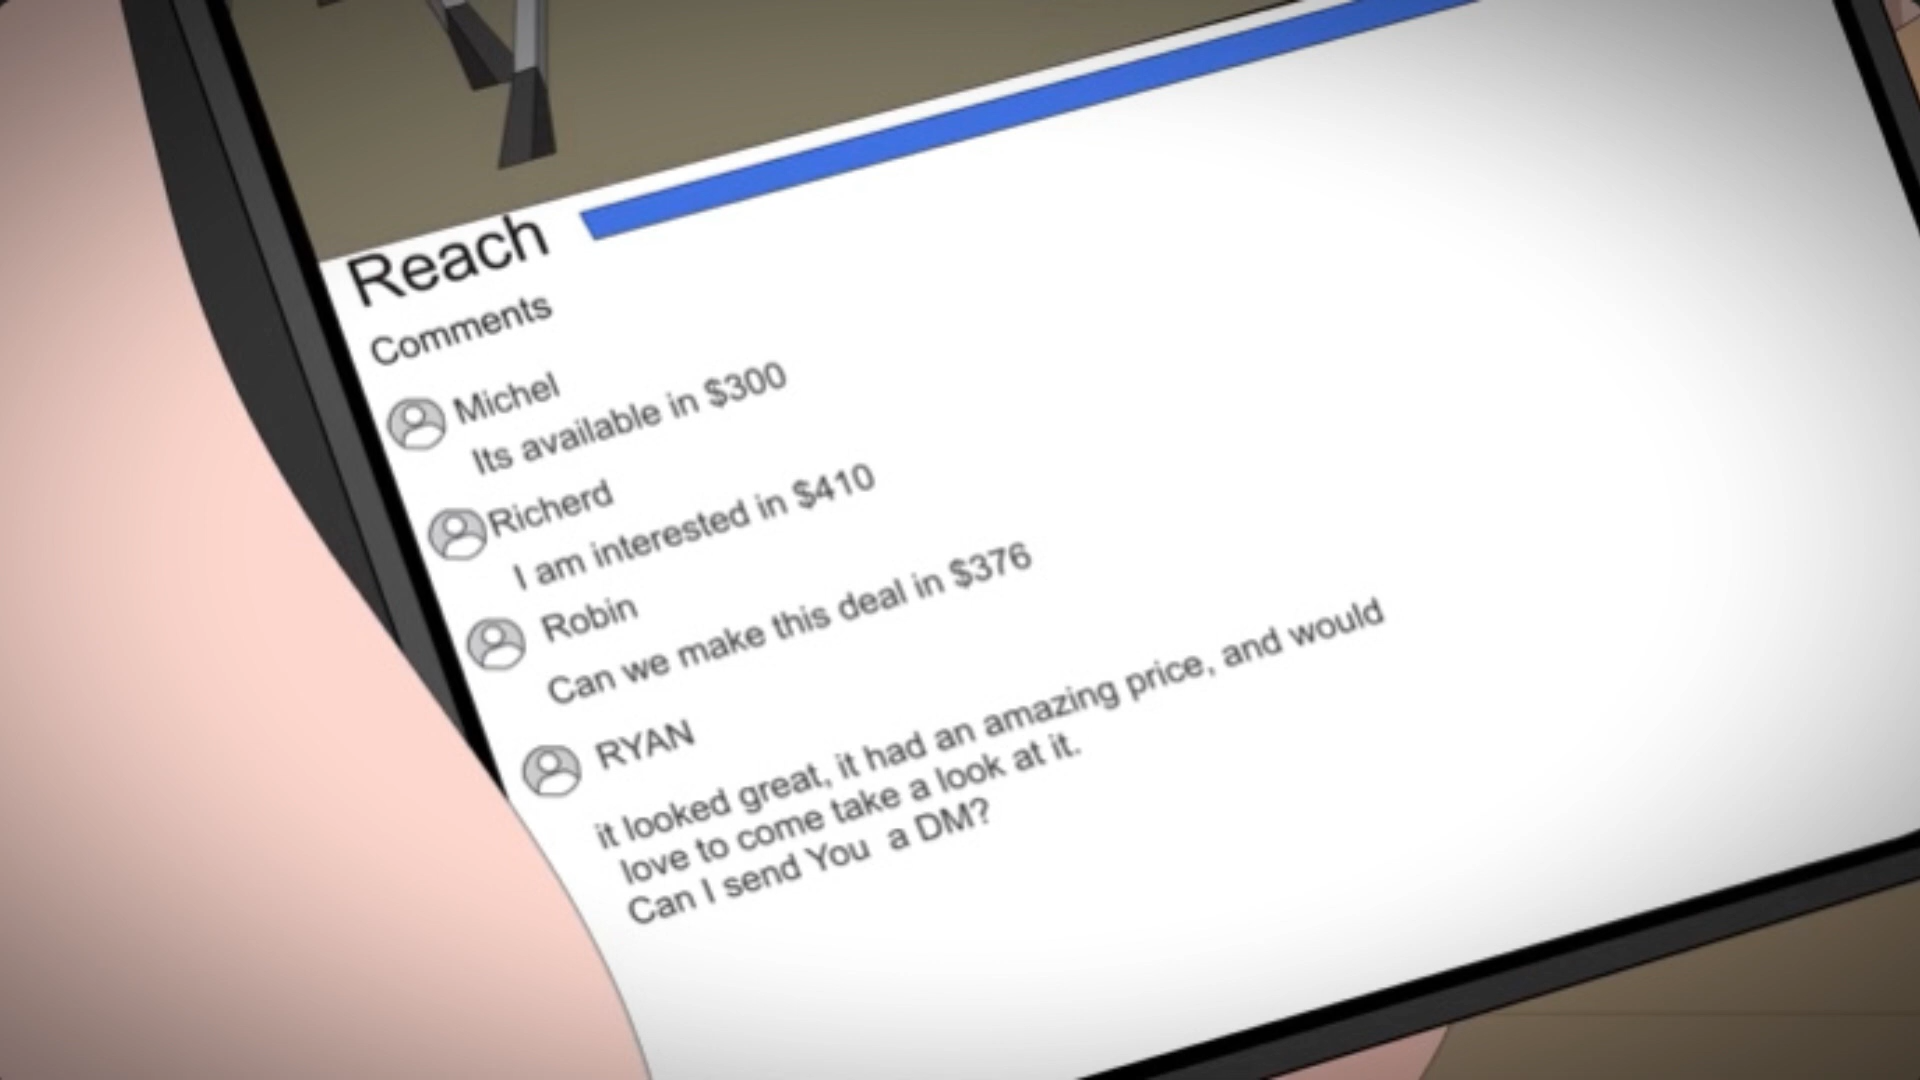 Reach
Comments
Michel
Its available in $300
Richerd
I am interested in $410
Robin
Can we make this deal in $376
RYAN
it looked great, it had an amazing price, and would
love to come take a look at it.
Can I send You a DM?